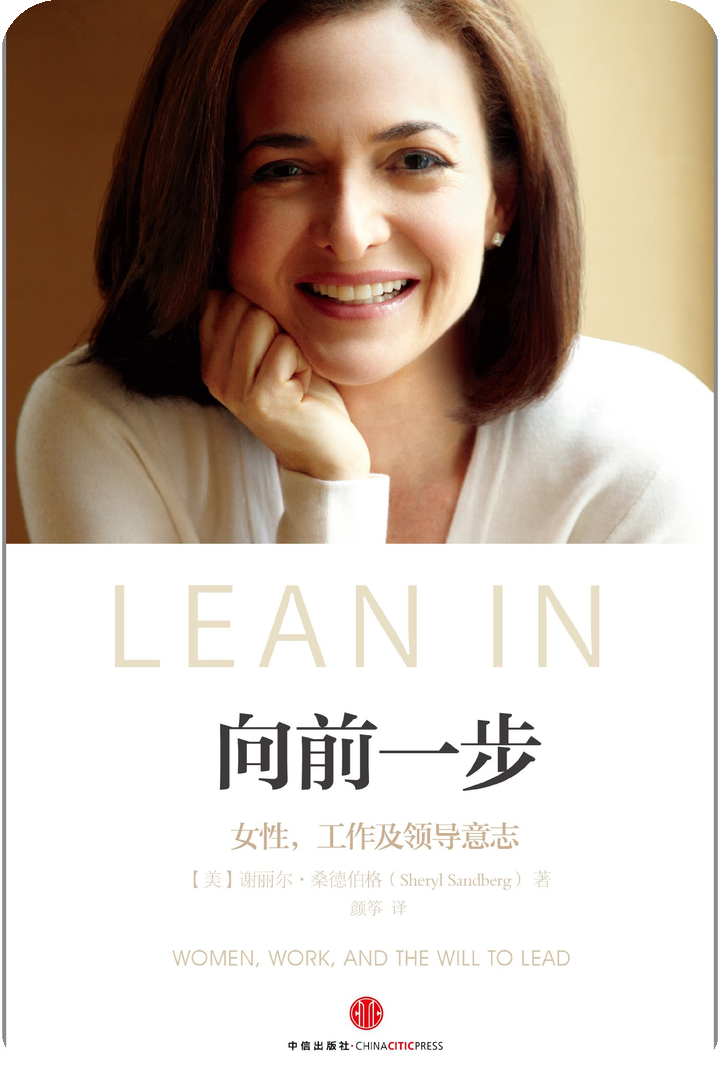 LEAN IN
向前一步
女性，工作及领导意志
【美】谢丽尔·桑德伯格（Sheryl Sandberg） 著
颜筝 译
WOMEN, WORK, AND THE WILL TO LEAD
中信出版社·CHINACITICPRESS